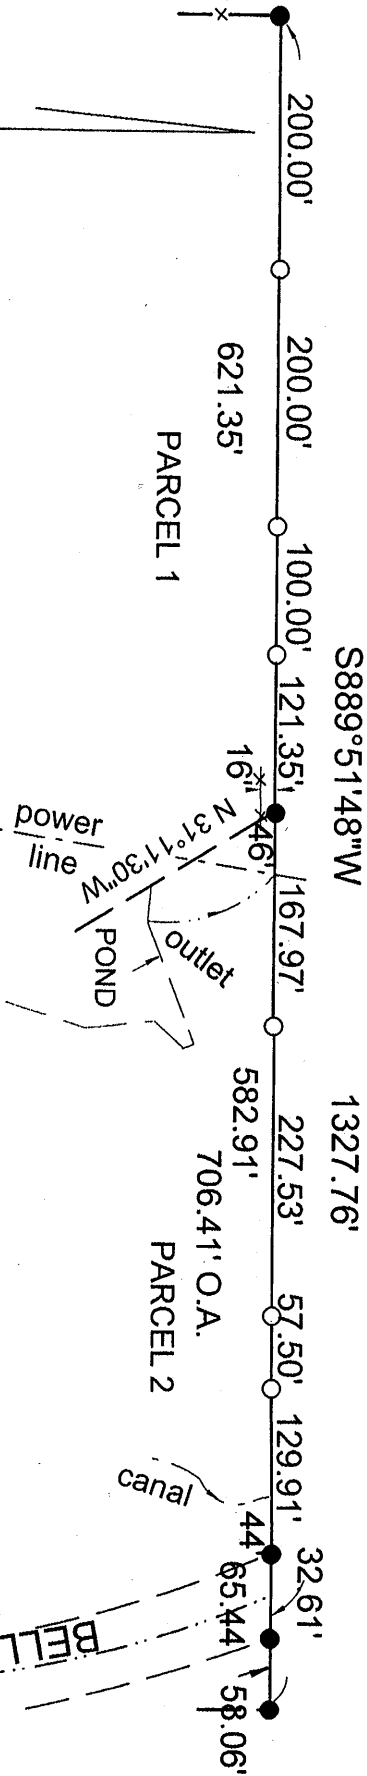 S889°51'48"W
1327.76'
200.00'
200.00'
100.00'
121.35'
167.97'
227.53'
57.50'
129.91'
32.61'
621.35'
16"
46'
582.91'
44'
65.44
58.06'
706.41' O.A.
PARCEL 1
N 31°11'30"W
outlet
PARCEL 2
canal
power
line
POND
BELL